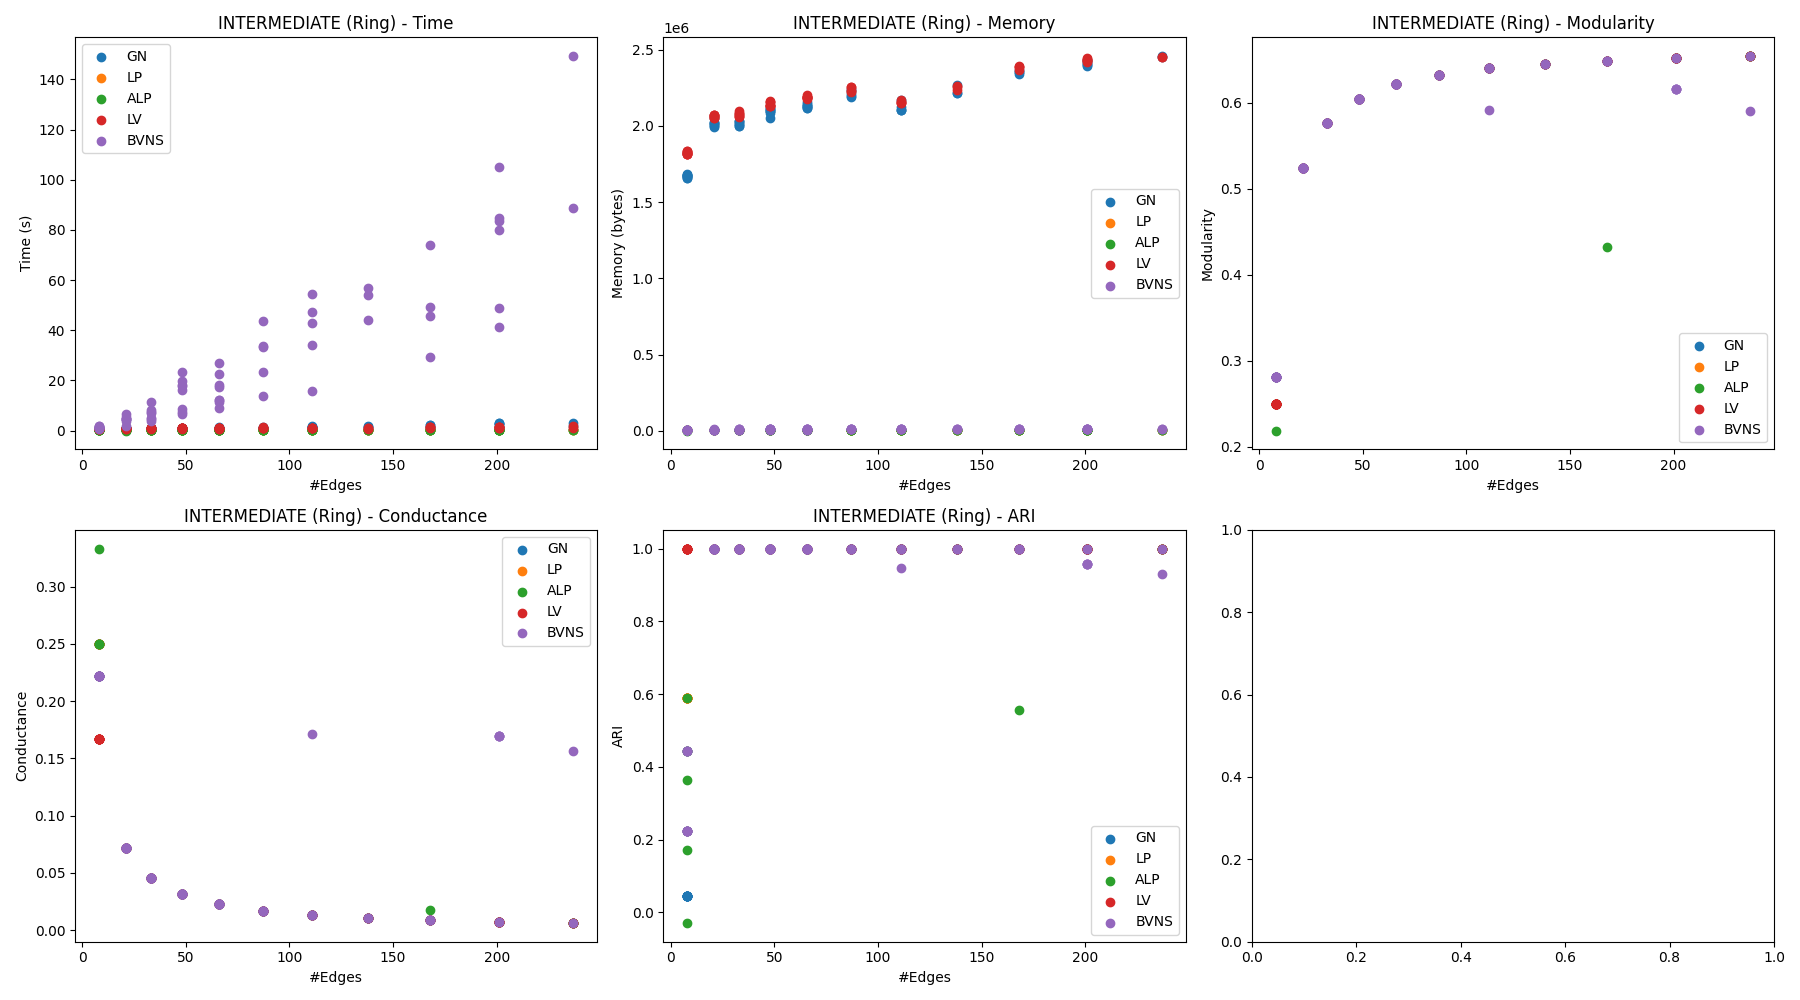 INTERMEDIATE (Ring) - Time
GN
LP
ALP
LV
BVNS
Time (s)
140
120
100
80
60
40
20
0
0 50 100 150 200
#Edges
INTERMEDIATE (Ring) - Memory
1e6
GN
LP
ALP
LV
BVNS
Memory (bytes)
2.5
2.0
1.5
1.0
0.5
0.0
0 50 100 150 200
#Edges
INTERMEDIATE (Ring) - Modularity
GN
LP
ALP
LV
BVNS
Modularity
0.6
0.5
0.4
0.3
0.2
0 50 100 150 200
#Edges
INTERMEDIATE (Ring) - Conductance
GN
LP
ALP
LV
BVNS
Conductance
0.30
0.25
0.20
0.15
0.10
0.05
0.00
0 50 100 150 200
#Edges
INTERMEDIATE (Ring) - ARI
GN
LP
ALP
LV
BVNS
ARI
1.0
0.8
0.6
0.4
0.2
0.0
0 50 100 150 200
#Edges
1.0
0.8
0.6
0.4
0.2
0.0
0.0 0.2 0.4 0.6 0.8 1.0